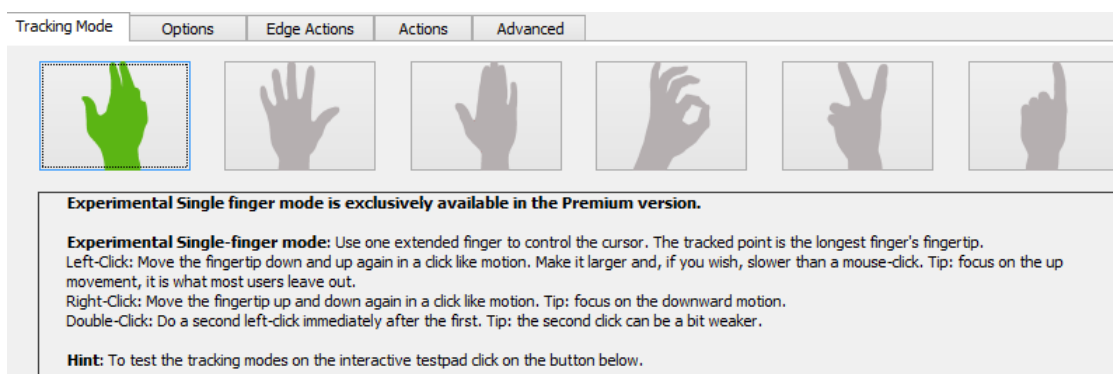 Tracking Mode Options Edge Actions Actions Advanced
Experimental Single finger mode is exclusively available in the Premium version.
Experimental Single-finger mode: Use one extended finger to control the cursor. The tracked point is the longest finger's fingertip.
Left-Click: Move the fingertip down and up again in a click like motion. Make it larger and, if you wish, slower than a mouse-click. Tip: focus on the up
movement, it is what most users leave out.
Right-Click: Move the fingertip up and down again in a click like motion. Tip: focus on the downward motion.
Double-Click: Do a second left-click immediately after the first. Tip: the second click can be a bit weaker.
Hint: To test the tracking modes on the interactive testpad click on the button below.